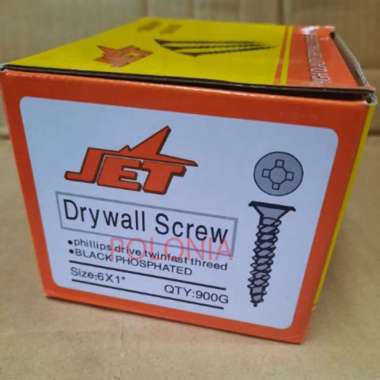 JET
Drywall Screw
•phillips drive twinfast threed
POLONIA
•BLACK PHOSPHATED
Size:6X1"
QTY:900G